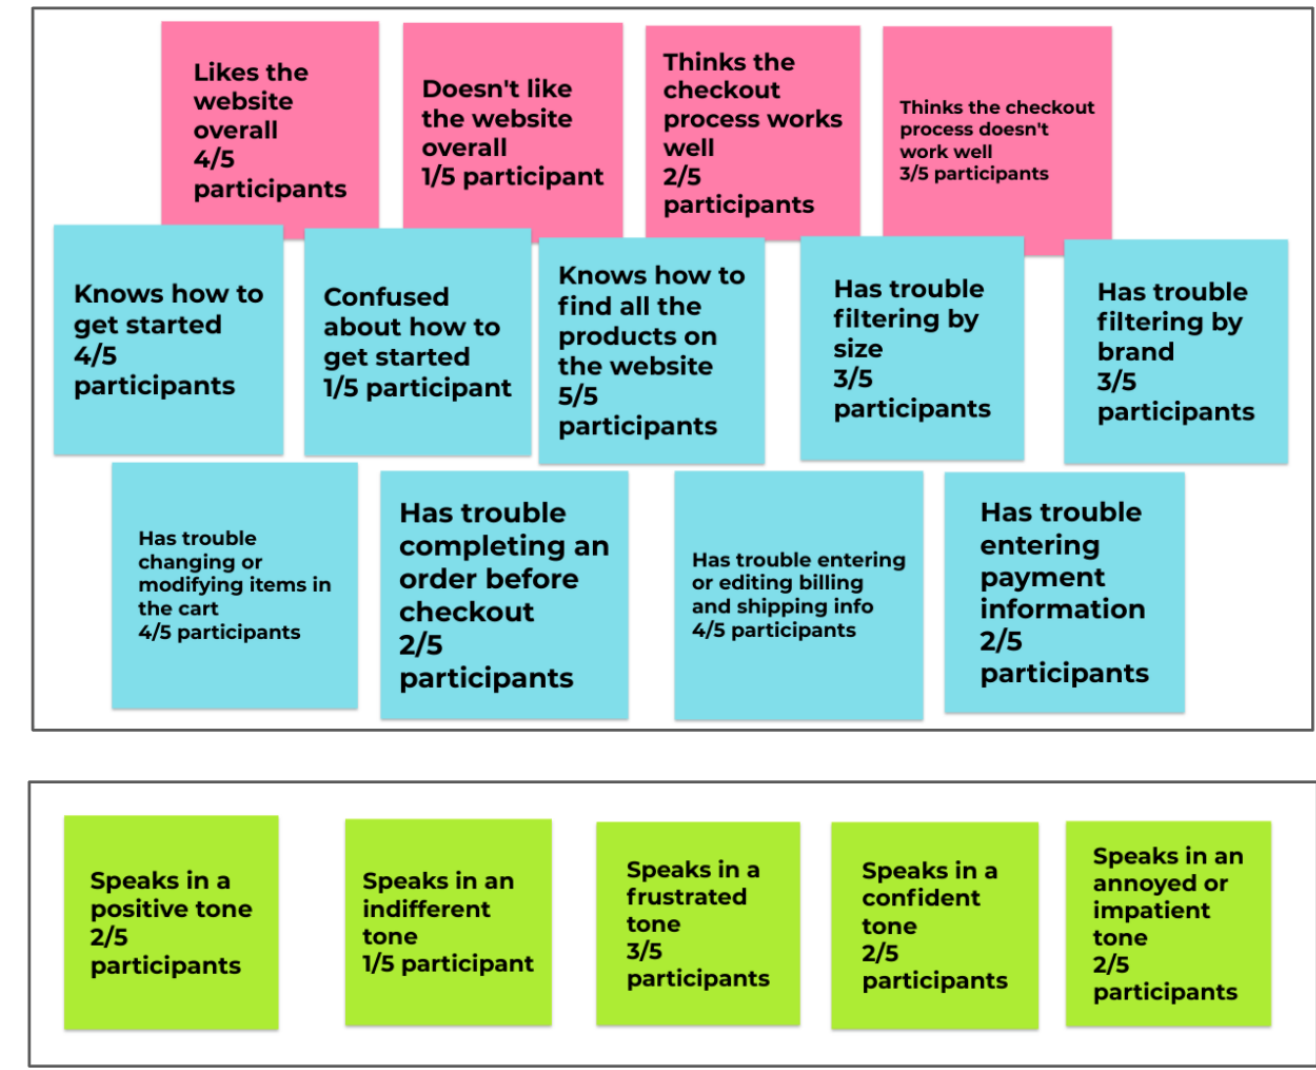 Likes the
website
overall
4/5
participants
Doesn't like
the website
overall
1/5 participant
Thinks the
checkout
process works
well
2/5
participants
Thinks the checkout
process doesn't
work well
3/5 participants
Knows how to
get started
4/5
participants
Confused
about how to
get started
1/5 participant
Knows how to
find all the
products on
the website
5/5
participants
Has trouble
filtering by
size
3/5
participants
Has trouble
filtering by
brand
3/5
participants
Has trouble
changing or
modifying items in
the cart
4/5 participants
Has trouble
completing an
order before
checkout
2/5
participants
Has trouble entering
or editing billing
and shipping info
4/5 participants
Has trouble
entering
payment
information
2/5
participants
Speaks in a
positive tone
2/5
participants
Speaks in an
indifferent
tone
1/5 participant
Speaks in a
frustrated
tone
3/5
participants
Speaks in a
confident
tone
2/5
participants
Speaks in an
annoyed or
impatient
tone
2/5
participants